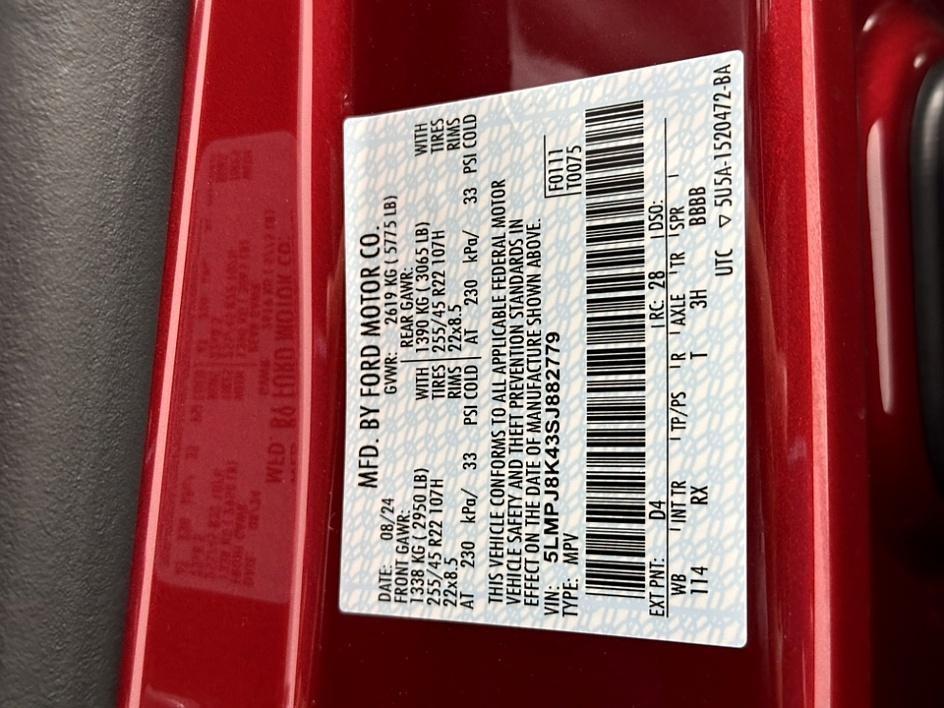 MFD. BY FORD MOTOR CO.
DATE: 08/24 GVWR: 2619 KG ( 5775 LB)
FRONT GAWR: REAR GAWR:
1338 KG ( 2950 LB) WITH 1390 KG ( 3065 LB) WITH
255/45 R22 107H TIRES 255/45 R22 107H TIRES
22x8.5 RIMS 22x8.5 RIMS
AT 230 kPa/ 33 PSI COLD AT 230 kPa/ 33 PSI COLD
THIS VEHICLE CONFORMS TO ALL APPLICABLE FEDERAL MOTOR
VEHICLE SAFETY AND THEFT PREVENTION STANDARDS IN
EFFECT ON THE DATE OF MANUFACTURE SHOWN ABOVE.
VIN: 5LMPJ8K43SJ882779
TYPE: MPV
F0111
T0075
EXT PNT: D4 RC: 28 DSO:
WB INT TR TP/PS R AXLE TR SPR
114 RX T 3H BBBB
UTC ▽ 5U5A-1520472-BA